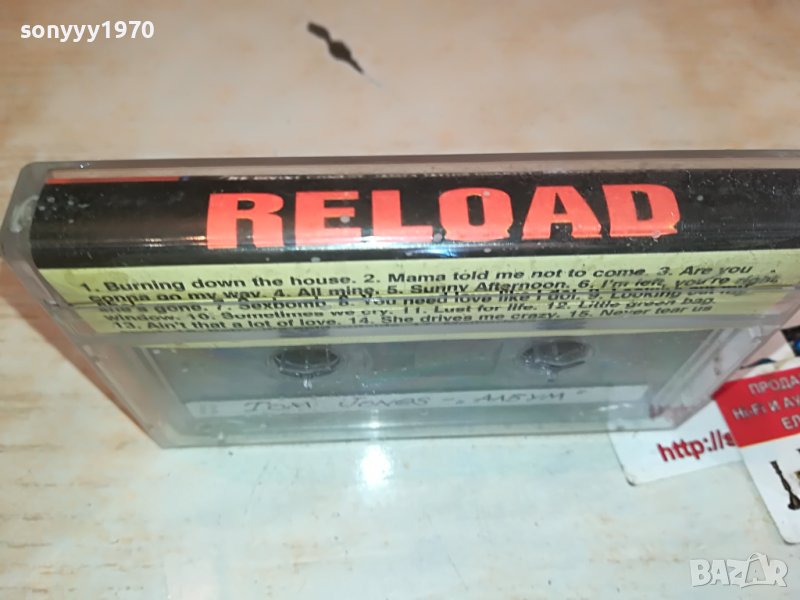 sonyyy1970
RELOAD
1. Burning down the house. 2. Mama told me not to come. 3. Are you
gonna go my way. 4. All mine. 5. Sunny Afternoon. 6. I'm left, you're right,
she's gone. 7. Sexbomb. 8. You need love like I do. 9. Looking
window. 10. Sometimes we cry. 11. Lust for life. 12. Little green bag.
13. Ain't that a lot of love. 14. She drives me crazy. 15. Never tear us
TOM JONES - "АЛБУМ"
ПРОДА
Hi-Fi И АУ
ЕЛ
http://s
BAZAR